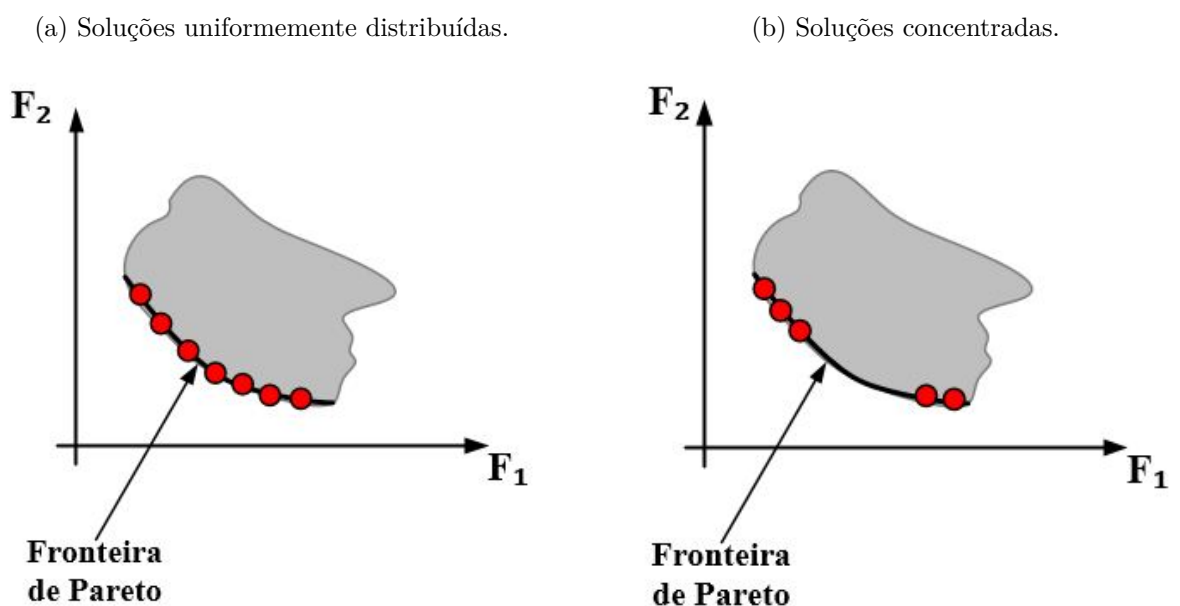 (a) Soluções uniformemente distribuídas.
(b) Soluções concentradas.
F₂
F₁
Fronteira
de Pareto
F₂
F₁
Fronteira
de Pareto